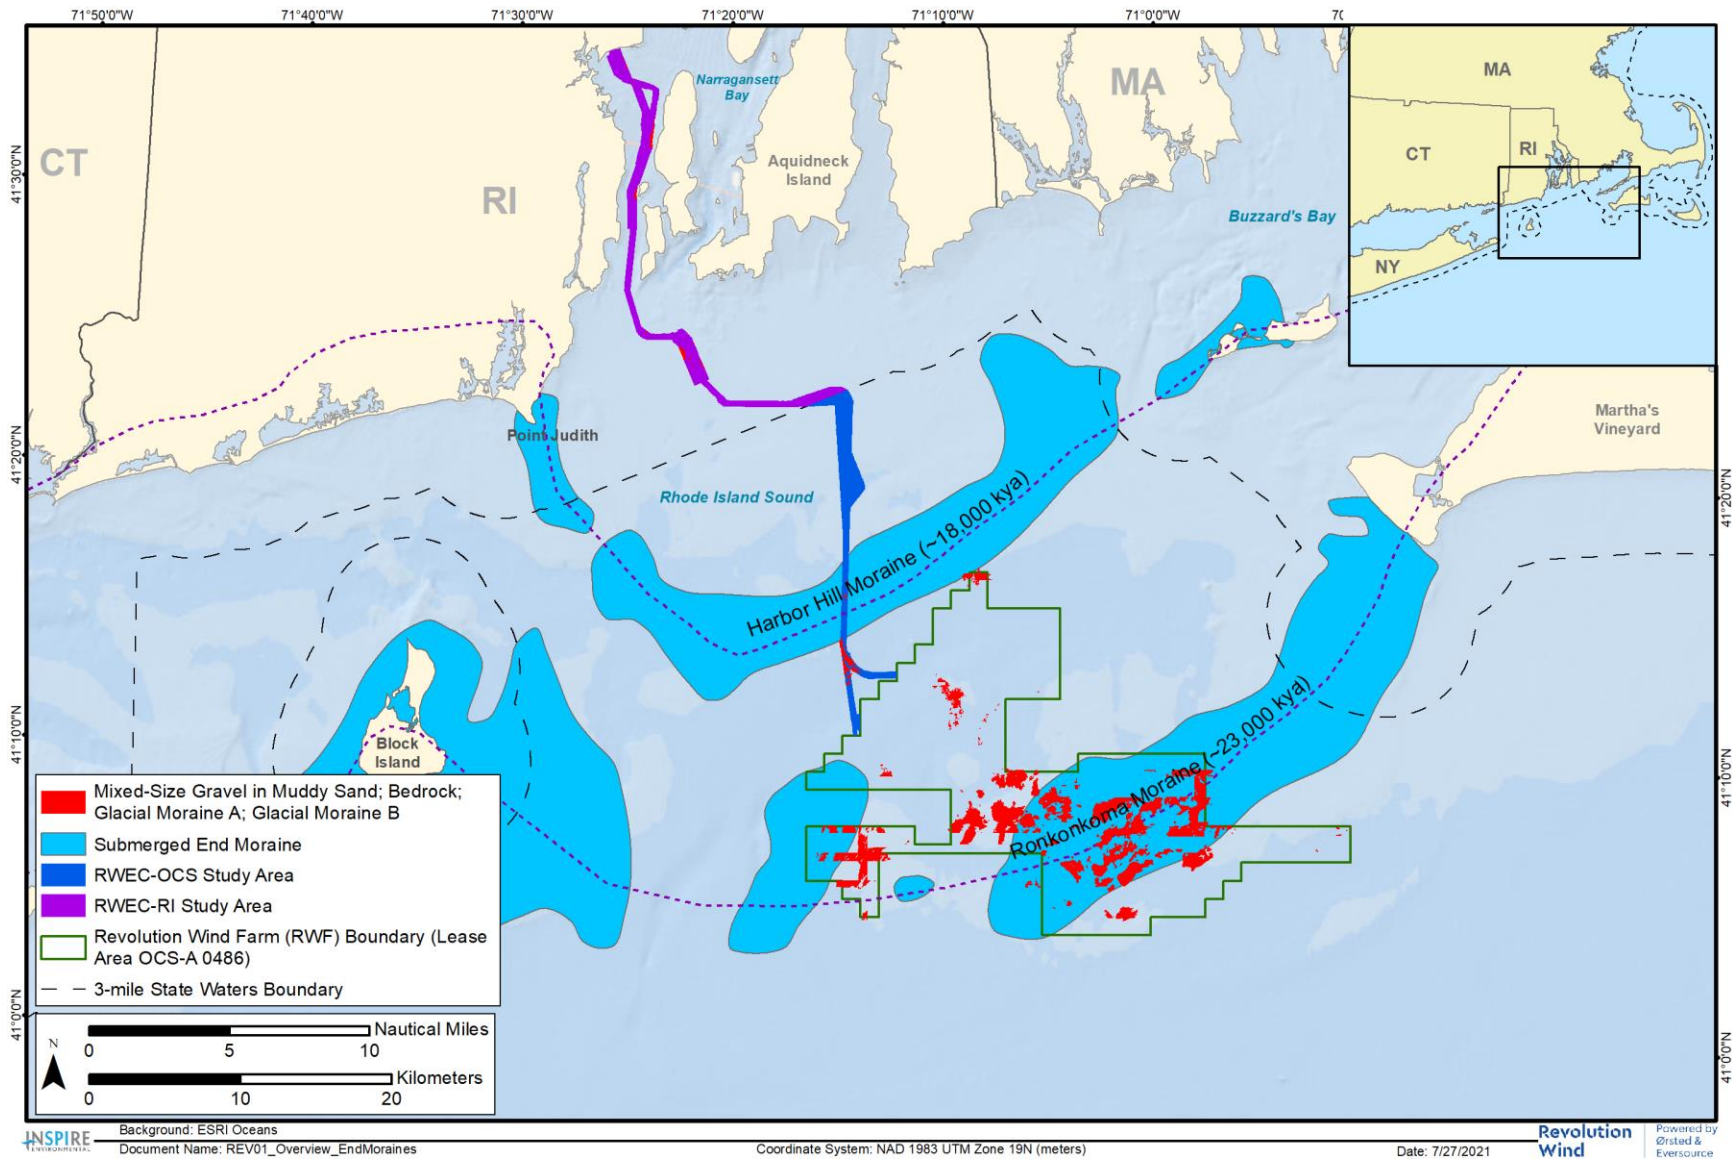 71°50'0"W
71°40'0"W
71°30'0"W
71°20'0"W
71°10'0"W
71°0'0"W
41°30'0"N
41°20'0"N
41°10'0"N
41°0'0"N
41°20'0"N
41°10'0"N
41°0'0"N
CT
RI
MA
Narragansett
Bay
Aquidneck
Island
Buzzard's Bay
MA
CT
RI
NY
Martha's
Vineyard
Point Judith
Rhode Island Sound
Harbor Hill Moraine (~18,000 kya)
Ronkonkoma Moraine (~23,000 kya)
Block
Island
Mixed-Size Gravel in Muddy Sand; Bedrock;
Glacial Moraine A; Glacial Moraine B
Submerged End Moraine
RWEC-OCS Study Area
RWEC-RI Study Area
Revolution Wind Farm (RWF) Boundary (Lease
Area OCS-A 0486)
3-mile State Waters Boundary
N
Nautical Miles
0 5 10
Kilometers
0 10 20
INSPIRE
ENVIRONMENTAL
Background: ESRI Oceans
Document Name: REV01_Overview_EndMoraines
Coordinate System: NAD 1983 UTM Zone 19N (meters)
Date: 7/27/2021
Revolution
Wind
Powered by
Ørsted &
Eversource